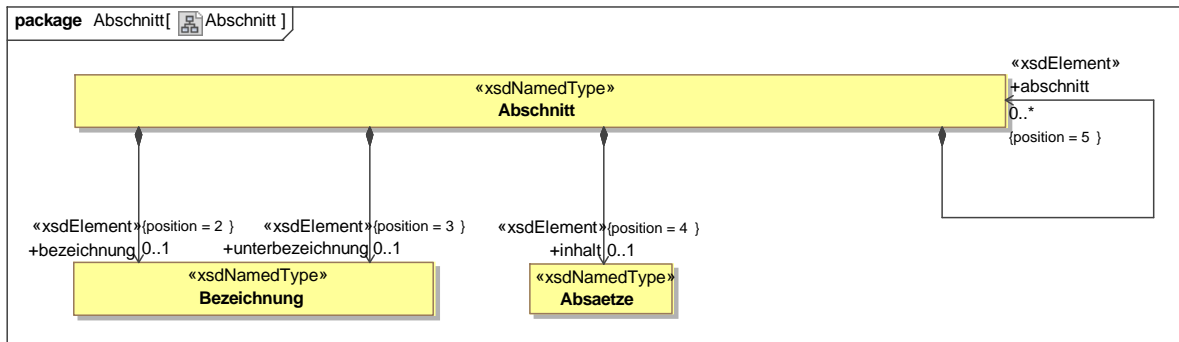 package Abschnitt[ Abschnitt ]
«xsdElement»
+abschnitt
0..*
{position = 5 }
«xsdNamedType»
Abschnitt
«xsdElement» {position = 2 }
+bezeichnung 0..1
«xsdElement» {position = 3 }
+unterbezeichnung 0..1
«xsdElement» {position = 4 }
+inhalt 0..1
«xsdNamedType»
Bezeichnung
«xsdNamedType»
Absaetze